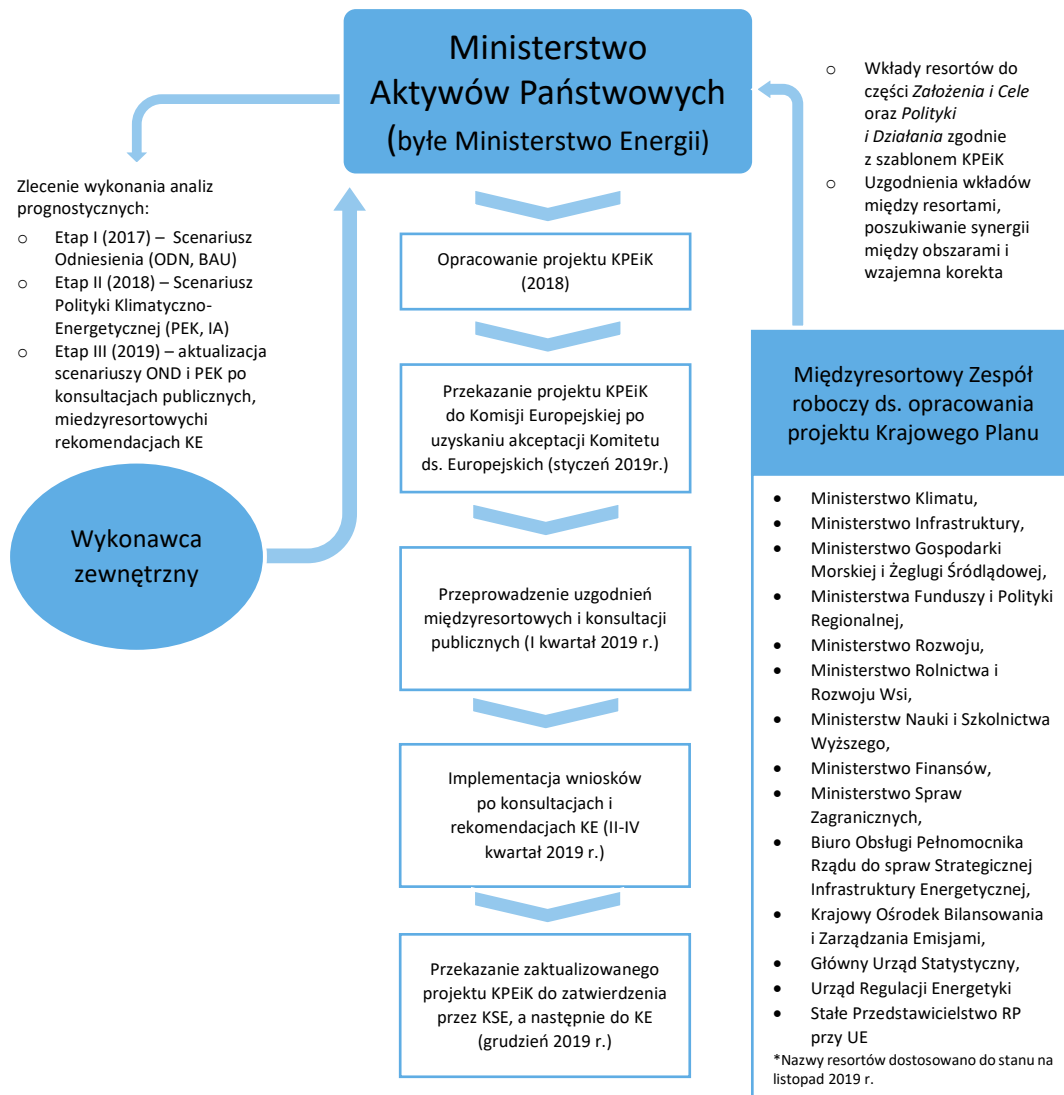 Ministerstwo
Aktywów Państwowych
(byłe Ministerstwo Energii)
Zlecenie wykonania analiz
prognostycznych:
o Etap I (2017) – Scenariusz
Odniesienia (ODN, BAU)
o Etap II (2018) – Scenariusz
Polityki Klimatyczno-
Energetycznej (PEK, IA)
o Etap III (2019) – aktualizacja
scenariuszy OND i PEK po
konsultacjach publicznych,
miedzyresortowychi
rekomendacjach KE
Wykonawca
zewnętrzny
Opracowanie projektu KPEiK
(2018)
Przekazanie projektu KPEiK
do Komisji Europejskiej po
uzyskaniu akceptacji Komitetu
ds. Europejskich (styczeń 2019r.)
Przeprowadzenie uzgodnień
międzyresortowych i konsultacji
publicznych (I kwartał 2019 r.)
Implementacja wniosków
po konsultacjach i
rekomendacjach KE (II-IV
kwartał 2019 r.)
Przekazanie zaktualizowanego
projektu KPEiK do zatwierdzenia
przez KSE, a następnie do KE
(grudzień 2019 r.)
o Wkłady resortów do
części Założenia i Cele
oraz Polityki
i Działania zgodnie
z szablonem KPEiK
o Uzgodnienia wkładów
między resortami,
poszukiwanie synergii
między obszarami i
wzajemna korekta
Międzyresortowy Zespół
roboczy ds. opracowania
projektu Krajowego Planu
• Ministerstwo Klimatu,
• Ministerstwo Infrastruktury,
• Ministerstwo Gospodarki
Morskiej i Żeglugi Śródlądowej,
• Ministerstwa Funduszy i Polityki
Regionalnej,
• Ministerstwo Rozwoju,
• Ministerstwo Rolnictwa i
Rozwoju Wsi,
• Ministerstw Nauki i Szkolnictwa
Wyższego,
• Ministerstwo Finansów,
• Ministerstwo Spraw
Zagranicznych,
• Biuro Obsługi Pełnomocnika
Rządu do spraw Strategicznej
Infrastruktury Energetycznej,
• Krajowy Ośrodek Bilansowania
i Zarządzania Emisjami,
• Główny Urząd Statystyczny,
• Urząd Regulacji Energetyki
• Stałe Przedstawicielstwo RP
przy UE
*Nazwy resortów dostosowano do stanu na
listopad 2019 r.